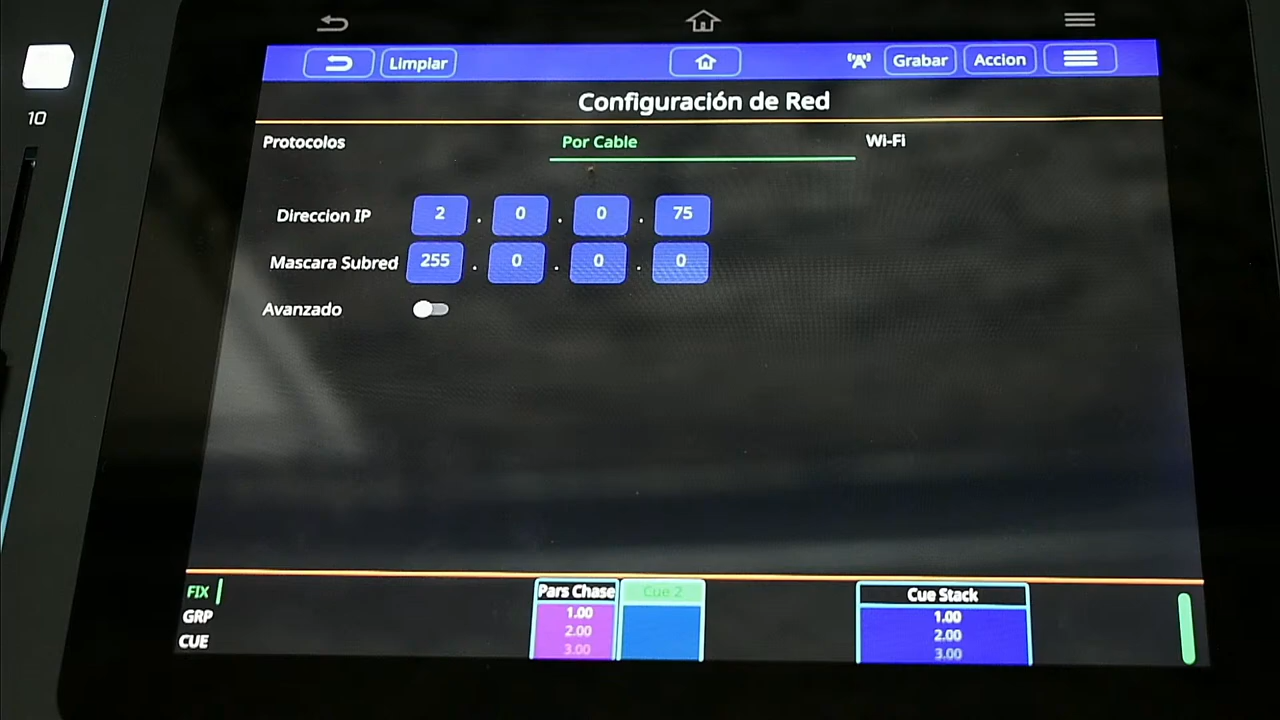 Limpiar Grabar Accion
10
Configuración de Red
Protocolos Por Cable Wi-Fi
Direccion IP 2 . 0 . 0 . 75
Mascara Subred 255 . 0 . 0 . 0
Avanzado
FIX
GRP
CUE
Pars Chase
1.00
2.00
3.00
Cue 2
Cue Stack
1.00
2.00
3.00